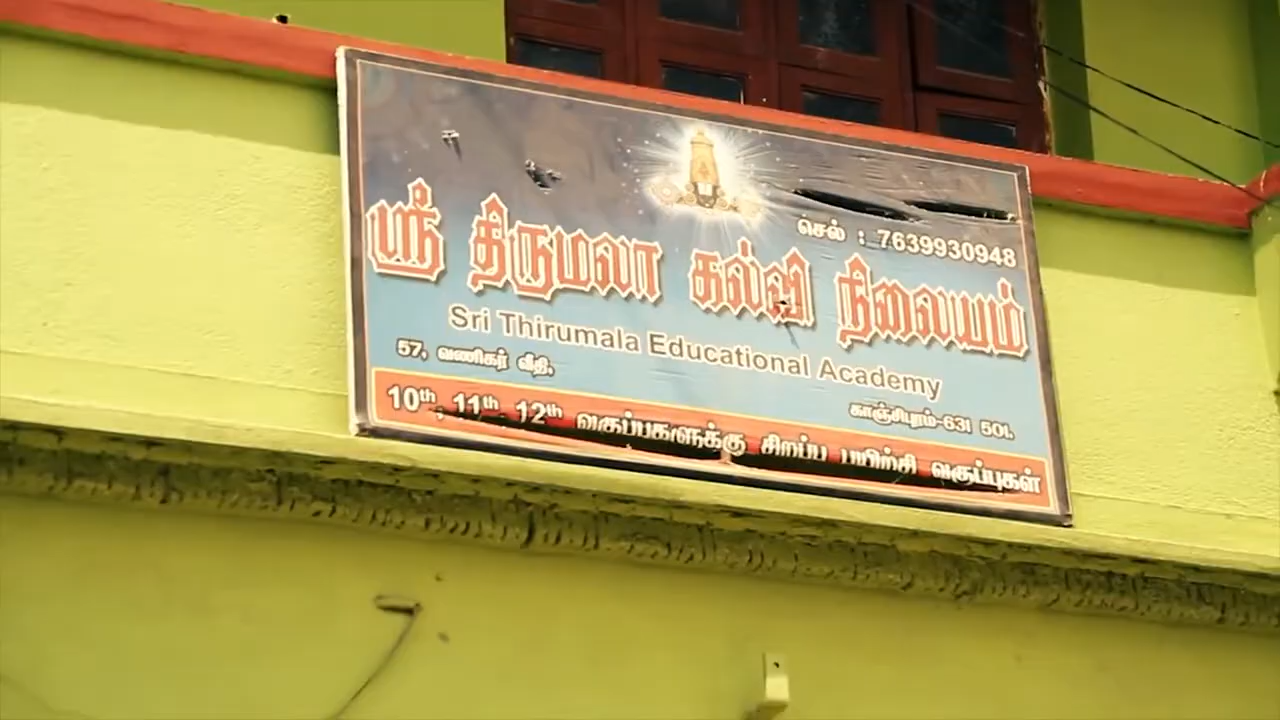 செல் : 7639930948
ஸ்ரீ திருமலா கல்வி நிலையம்
Sri Thirumala Educational Academy
57, வணிகர் வீதி,
காஞ்சிபுரம்-631 501.
10th, 11th, 12th வகுப்பகளுக்கு சிறப்பு பயிற்சி வகுப்புகள்